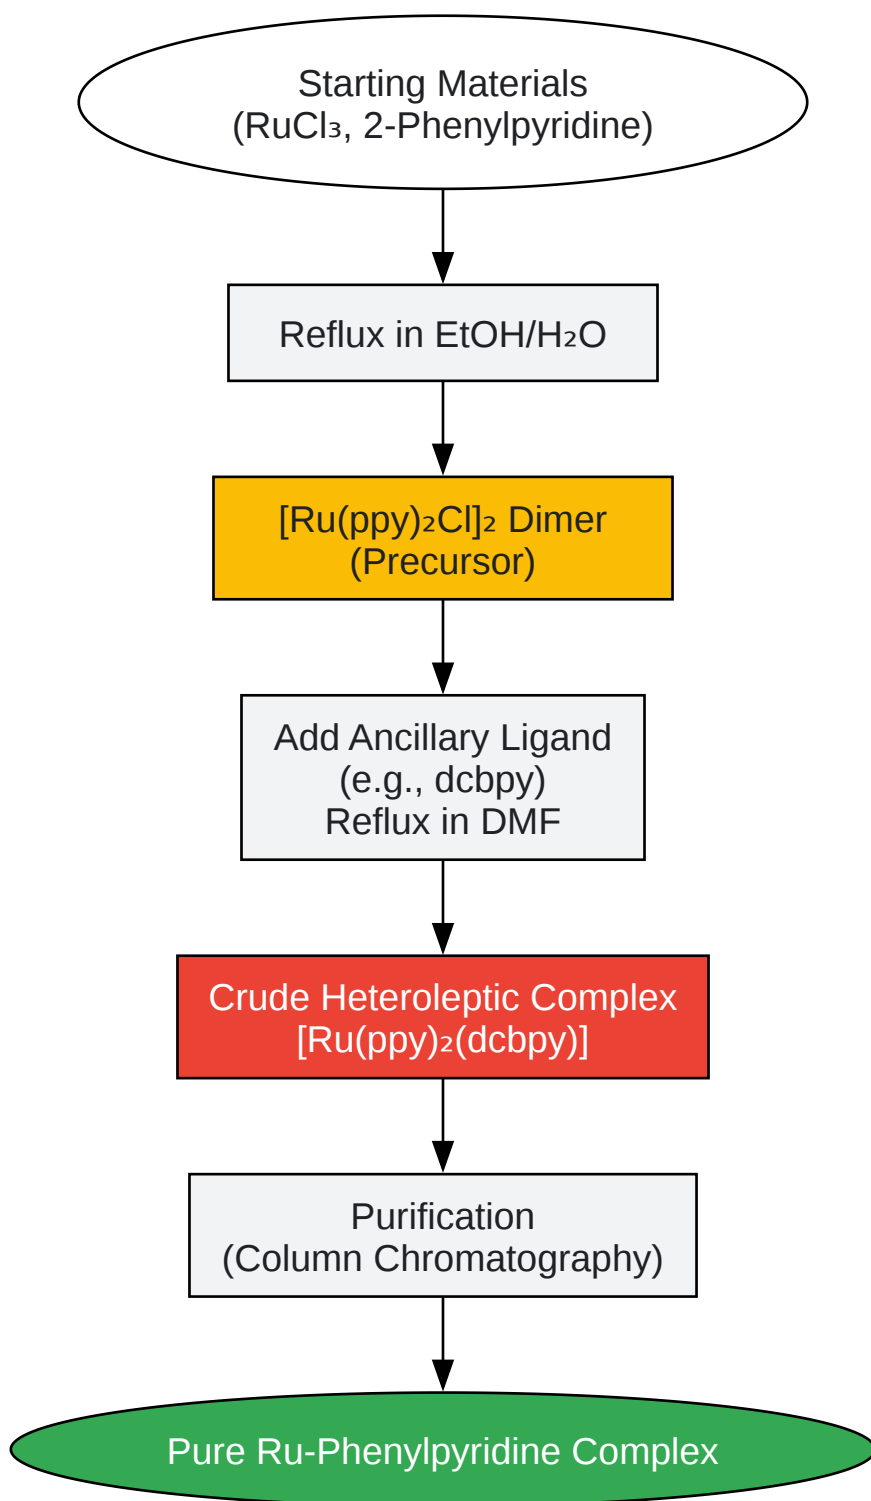 Starting Materials
(RuCl₃, 2-Phenylpyridine)
Reflux in EtOH/H₂O
[Ru(ppy)₂Cl]₂ Dimer
(Precursor)
Add Ancillary Ligand
(e.g., dcbpy)
Reflux in DMF
Crude Heteroleptic Complex
[Ru(ppy)₂(dcbpy)]
Purification
(Column Chromatography)
Pure Ru-Phenylpyridine Complex